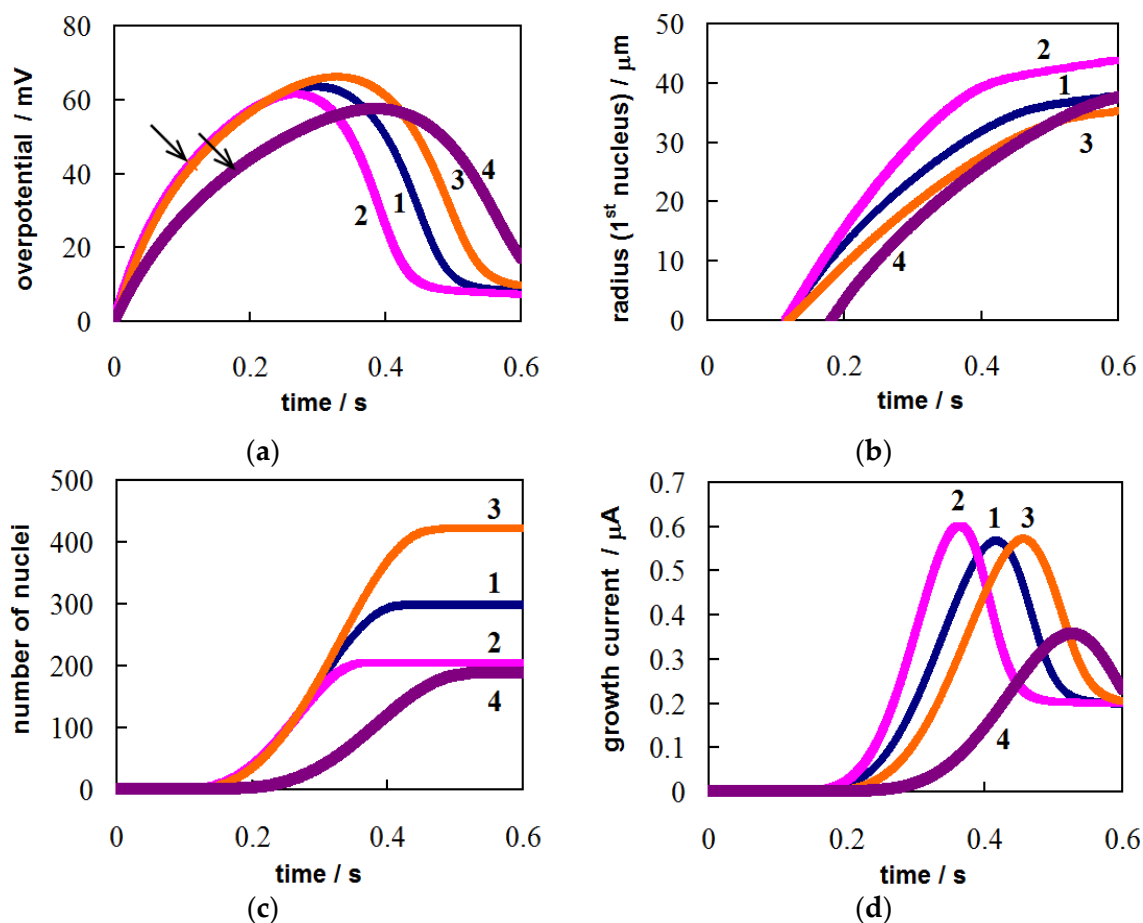 80
60
40
20
0
overpotential / mV
0 0.2 0.4 0.6
time / s
1
2
3
4
(a)
50
40
30
20
10
0
radius (1st nucleus) / μm
0 0.2 0.4 0.6
time / s
2
1
3
4
(b)
500
400
300
200
100
0
number of nuclei
0 0.2 0.4 0.6
time / s
3
1
2
4
(c)
0.7
0.6
0.5
0.4
0.3
0.2
0.1
0
growth current / μA
0 0.2 0.4 0.6
time / s
2 1 3
4
(d)